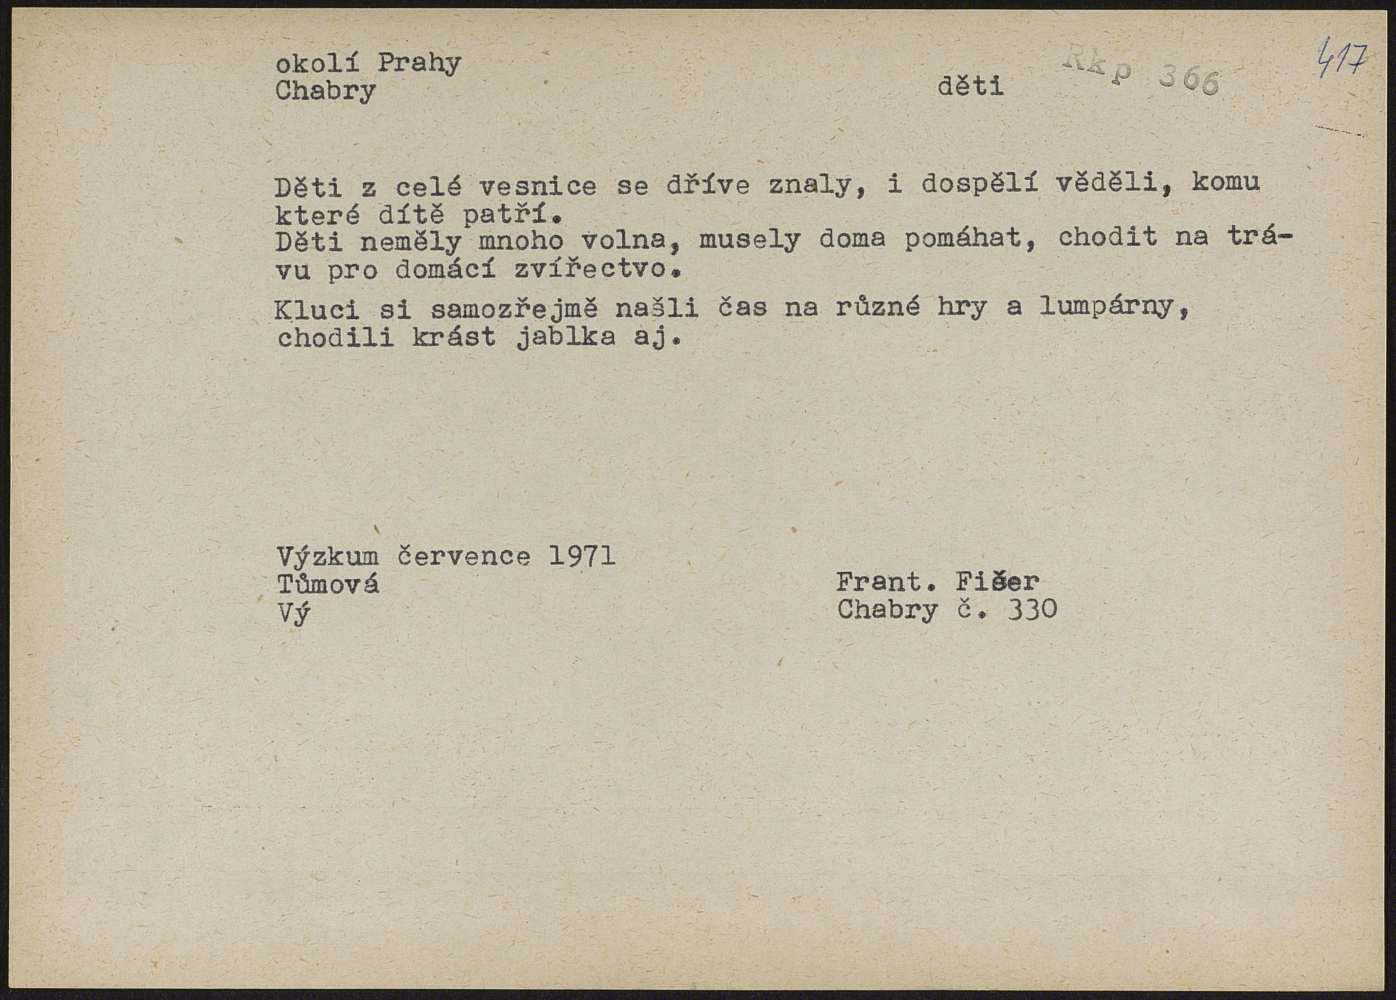 okolí Prahy
Chabry
děti
Rkp 366
417
Děti z celé vesnice se dříve znaly, i dospělí věděli, komu
které dítě patří.
Děti neměly mnoho volna, musely doma pomáhat, chodit na trá-
vu pro domácí zvířectvo.
Kluci si samozřejmě našli čas na různé hry a lumpárny,
chodili krást jablka aj.
Výzkum července 1971
Tůmová
Vý
Frant. Fišer
Chabry č. 330